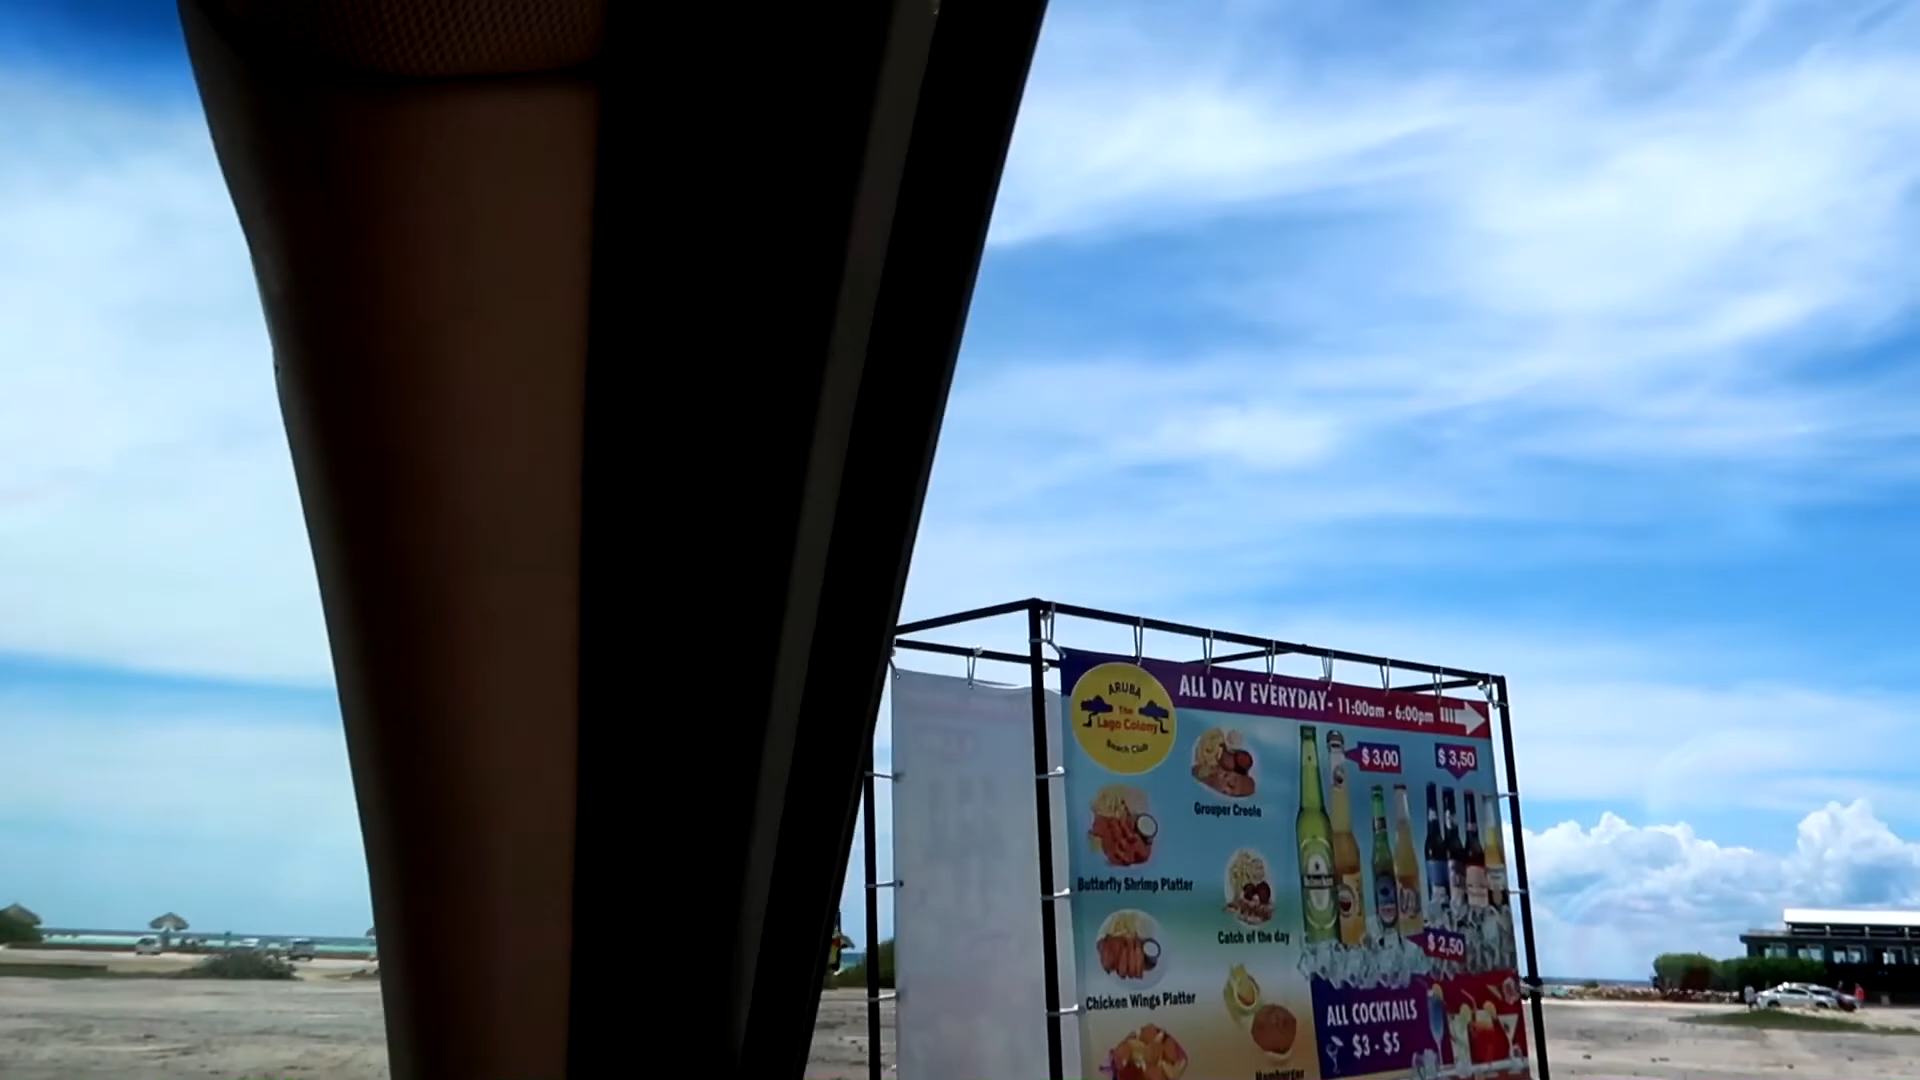 ARUBA
The
Lago Colony
Beach Club
ALL DAY EVERYDAY- 11:00am - 6:00pm
Grouper Creole
$ 3,00
$ 3,50
Butterfly Shrimp Platter
Catch of the day
$ 2,50
Chicken Wings Platter
ALL COCKTAILS
$3 - $5
Hamburger